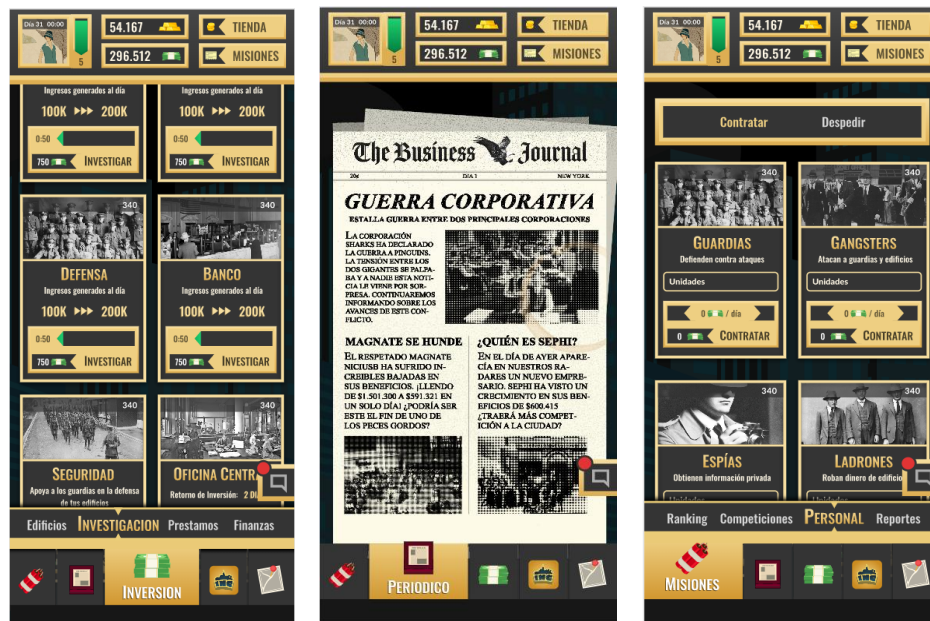 Día 31 00:00
5
54.167
TIENDA
296.512
MISIONES
Ingresos generados al día
100K ▸▸▸ 200K
0:50
750
INVESTIGAR
Ingresos generados al día
100K ▸▸▸ 200K
0:50
750
INVESTIGAR
340
DEFENSA
Ingresos generados al día
100K ▸▸▸ 200K
0:50
750
INVESTIGAR
340
BANCO
Ingresos generados al día
100K ▸▸▸ 200K
0:50
750
INVESTIGAR
340
SEGURIDAD
Apoya a los guardias en la defensa
de tus edificios
340
OFICINA CENTR
Retorno de Inversión: 2 DI
Edificios INVESTIGACION Prestamos Finanzas
INVERSION
Día 31 00:00
5
54.167
TIENDA
296.512
MISIONES
The Business Journal
20¢ DÍA 1 NEW YORK
GUERRA CORPORATIVA
ESTALLA GUERRA ENTRE DOS PRINCIPALES CORPORACIONES
LA CORPORACIÓN
SHARKS HA DECLARADO
LA GUERRA A PINGUINS.
LA TENSIÓN ENTRE LOS
DOS GIGANTES SE PALPA-
BA Y A NADIE ESTA NOTI-
CIA LE VIENE POR SOR-
PRESA. CONTINUAREMOS
INFORMANDO SOBRE LOS
AVANCES DE ESTE CON-
FLICTO.
MAGNATE SE HUNDE
EL RESPETADO MAGNATE
NICIUSB HA SUFRIDO IN-
CREIBLES BAJADAS EN
SUS BENEFICIOS. ¡LLENDO
DE $1.501.300 A $591.321 EN
UN SOLO DÍA! ¿PODRÍA SER
ESTE EL FIN DE UNO DE
LOS PECES GORDOS?
¿QUIÉN ES SEPHI?
EN EL DÍA DE AYER APARE-
CÍA EN NUESTROS RA-
DARES UN NUEVO EMPRE-
SARIO. SEPHI HA VISTO UN
CRECIMIENTO EN SUS BEN-
EFICIOS DE $600.415
¿TRAERÁ MÁS COMPET-
ICIÓN A LA CIUDAD?
PERIODICO
Día 31 00:00
5
54.167
TIENDA
296.512
MISIONES
Contratar Despedir
340
GUARDIAS
Defienden contra ataques
Unidades
0 / día
0
CONTRATAR
340
GANGSTERS
Atacan a guardias y edificios
Unidades
0 / día
0
CONTRATAR
340
ESPÍAS
Obtienen información privada
Unidades
340
LADRONES
Roban dinero de edificio
Unidades
Ranking Competiciones PERSONAL Reportes
MISIONES